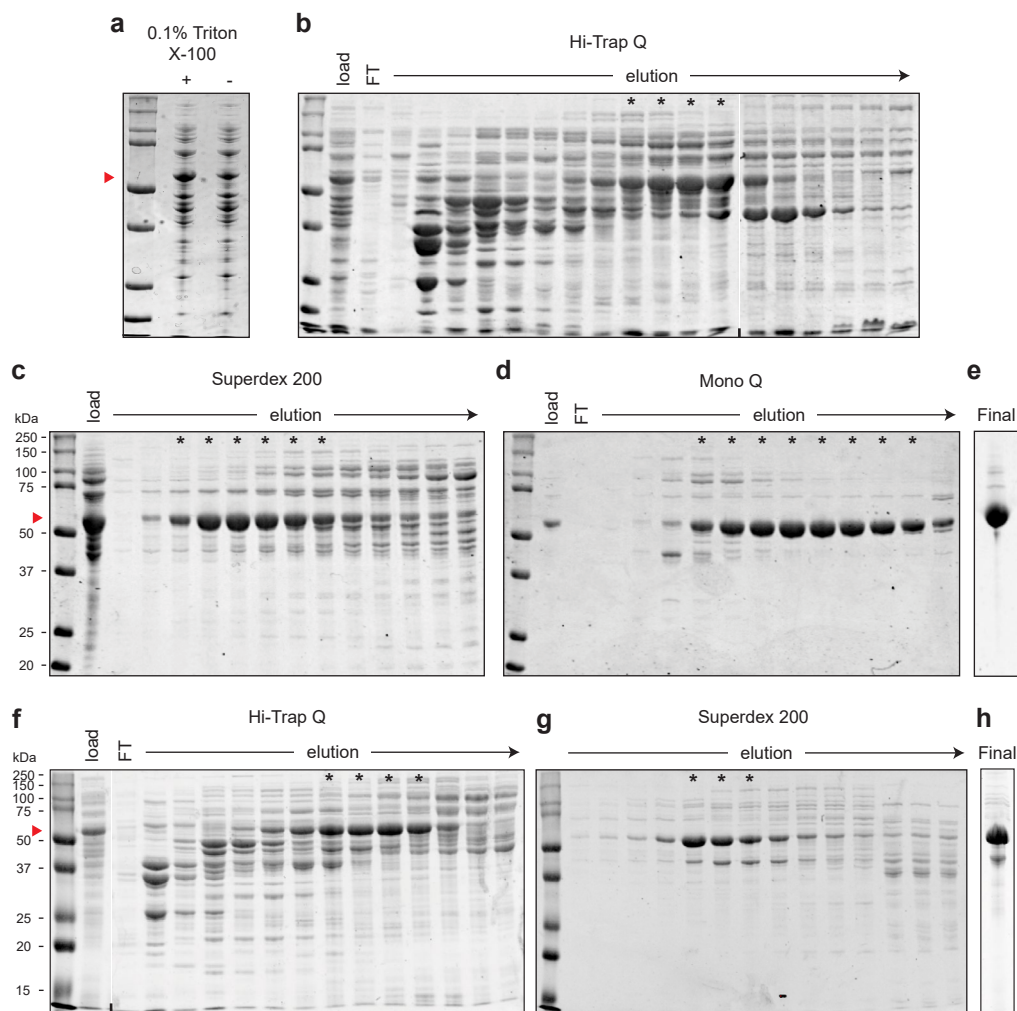 a
0.1% Triton
X-100
+ -
b
Hi-Trap Q
load
FT
elution
* * * *
c
Superdex 200
load
elution
* * * * * *
kDa
250 -
150 -
100 -
75 -
50 -
37 -
25 -
20 -
d
Mono Q
load
FT
elution
* * * * * * * *
e
Final
f
Hi-Trap Q
load
FT
elution
* * * *
kDa
250 -
150 -
100 -
75 -
50 -
37 -
25 -
20 -
15 -
g
Superdex 200
elution
* * *
h
Final